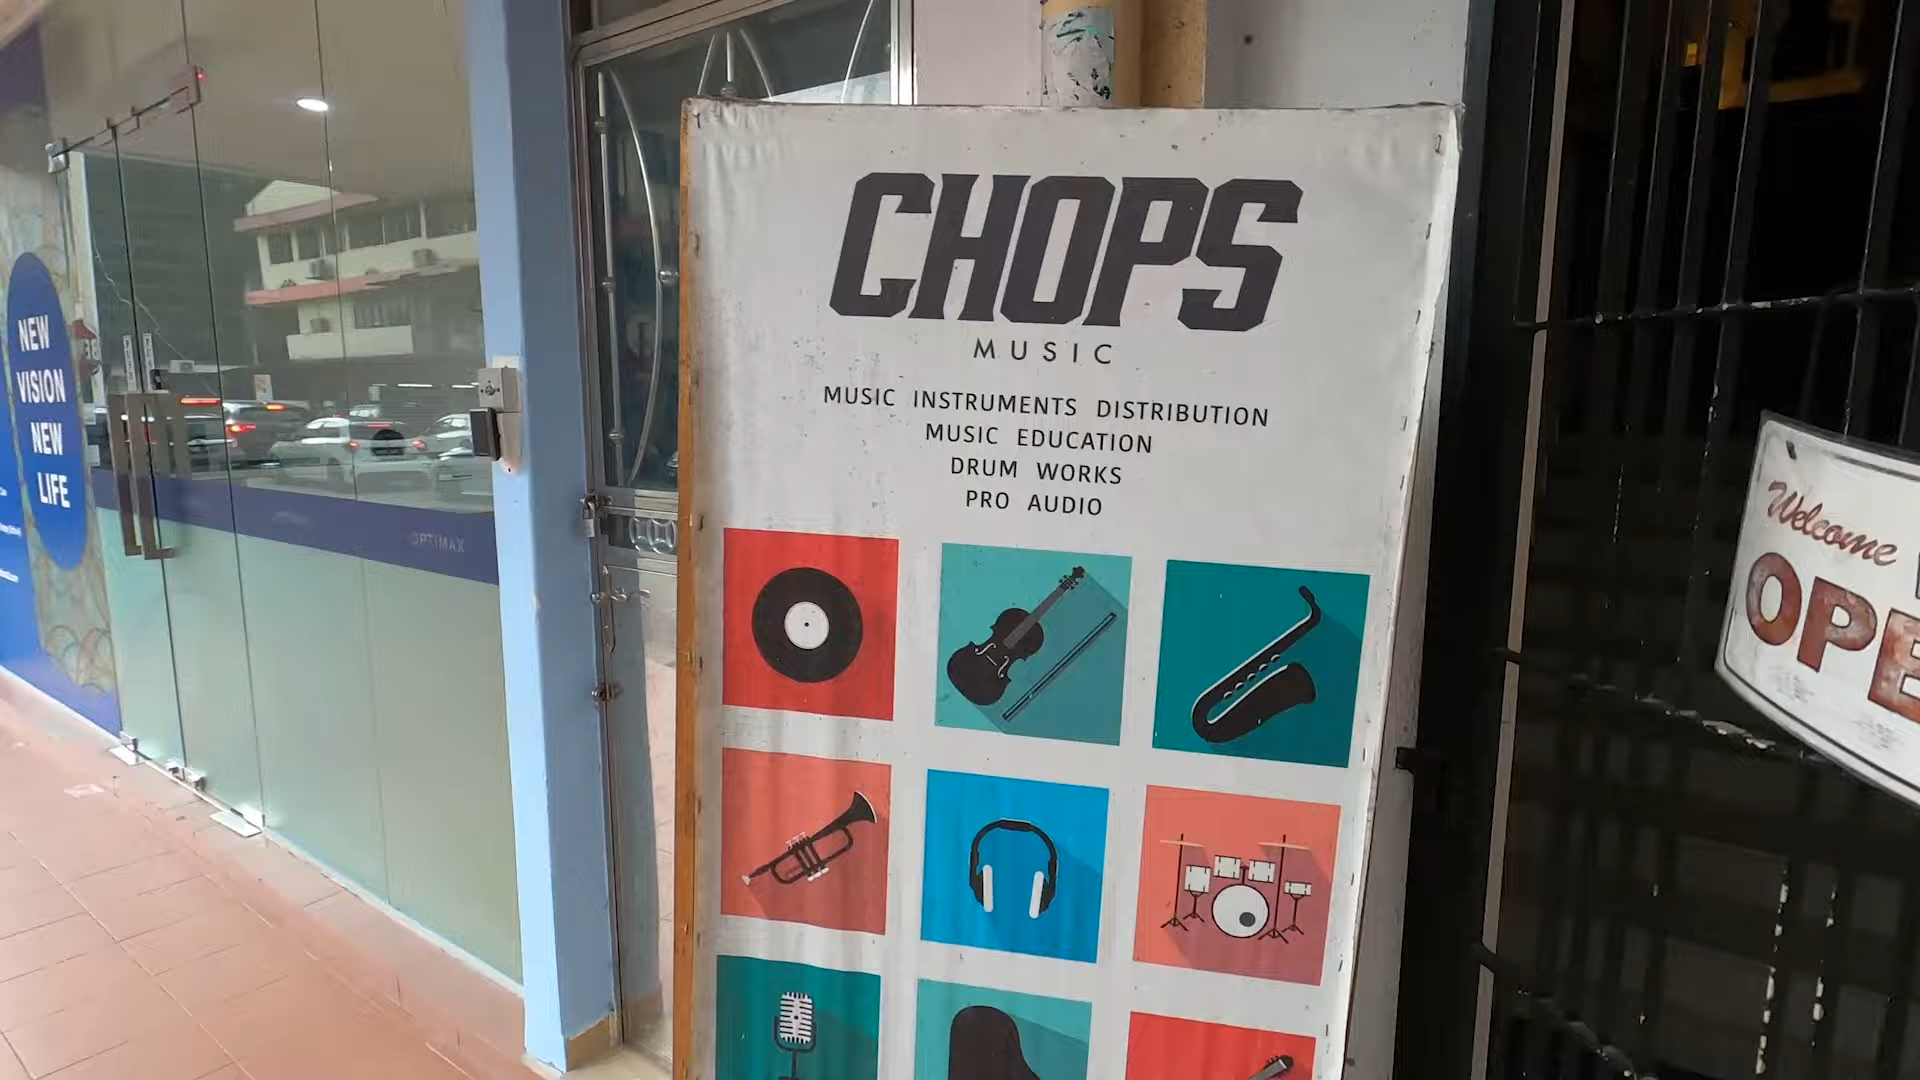 NEW
VISION
NEW
LIFE
OPTIMAX
CHOPS
MUSIC
MUSIC INSTRUMENTS DISTRIBUTION
MUSIC EDUCATION
DRUM WORKS
PRO AUDIO
Welcome
OPE